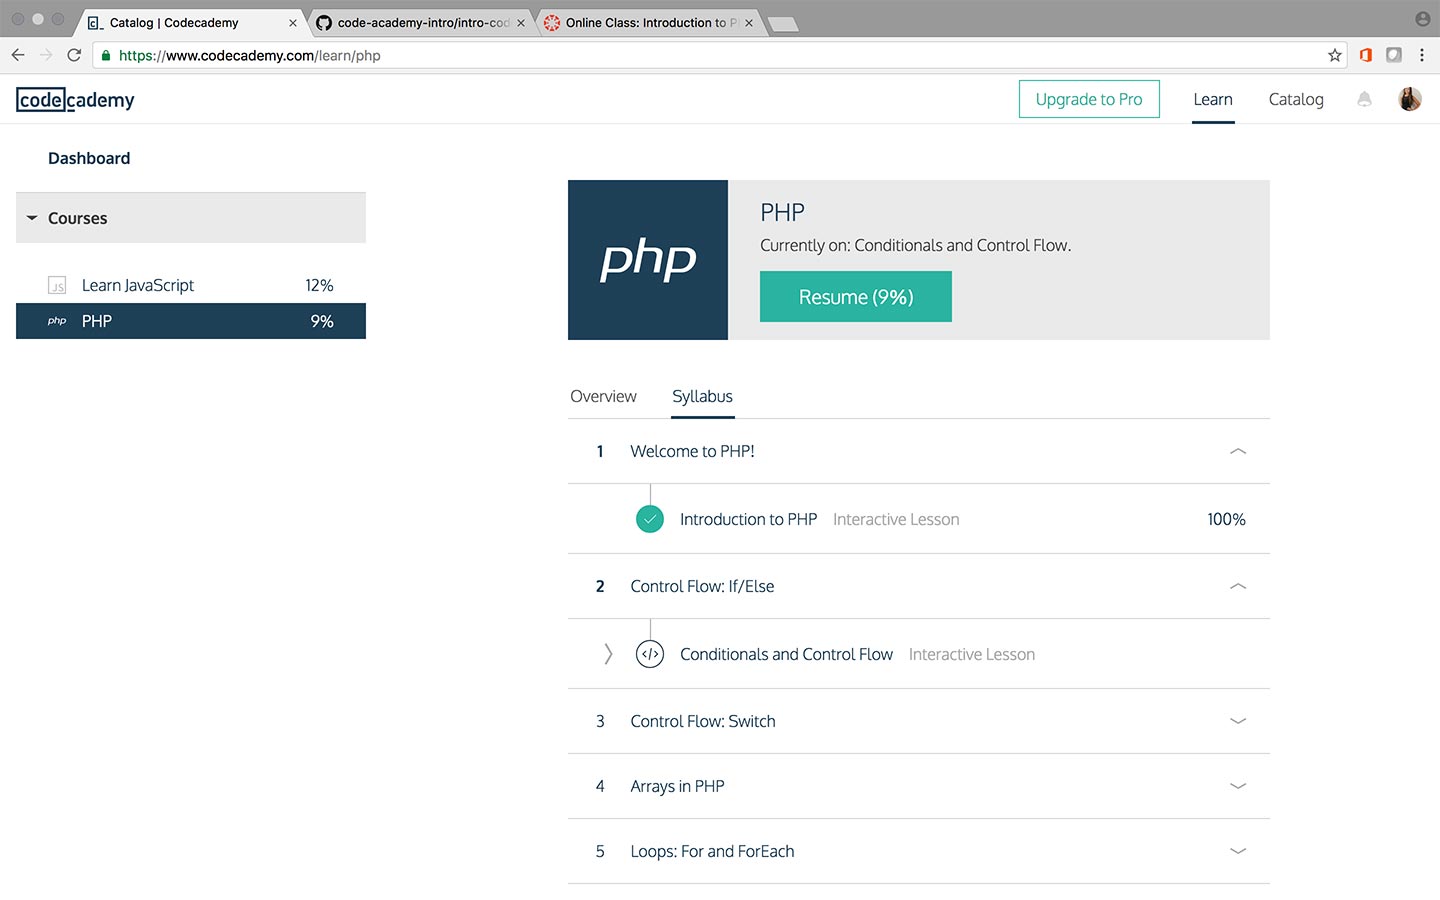 Catalog | Codecademy
code-academy-intro/intro-cod
Online Class: Introduction to P
https://www.codecademy.com/learn/php
codecademy
Upgrade to Pro
Learn
Catalog
Dashboard
Courses
JS Learn JavaScript 12%
php PHP 9%
php
PHP
Currently on: Conditionals and Control Flow.
Resume (9%)
Overview
Syllabus
1 Welcome to PHP!
Introduction to PHP Interactive Lesson 100%
2 Control Flow: If/Else
Conditionals and Control Flow Interactive Lesson
3 Control Flow: Switch
4 Arrays in PHP
5 Loops: For and ForEach